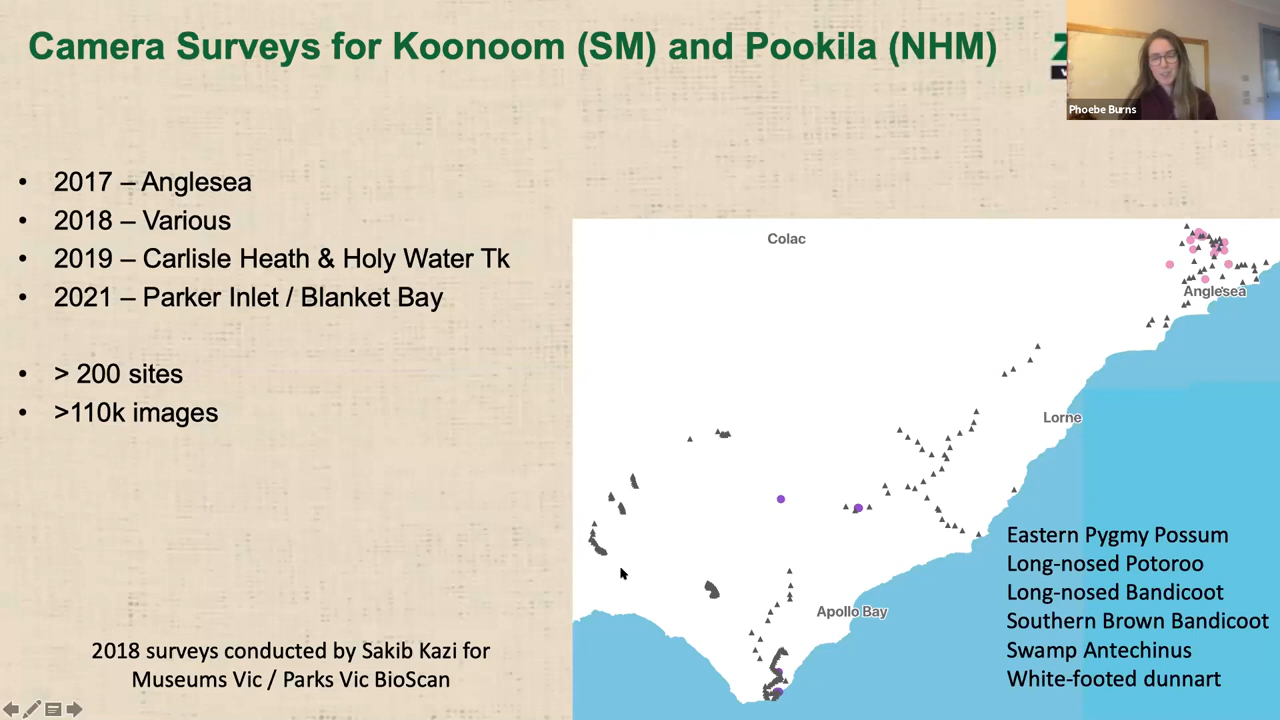 Camera Surveys for Koonoom (SM) and Pookila (NHM)
Phoebe Burns
• 2017 – Anglesea
• 2018 – Various
• 2019 – Carlisle Heath & Holy Water Tk
• 2021 – Parker Inlet / Blanket Bay
• > 200 sites
• >110k images
Colac
Anglesea
Lorne
Apollo Bay
Eastern Pygmy Possum
Long-nosed Potoroo
Long-nosed Bandicoot
Southern Brown Bandicoot
Swamp Antechinus
White-footed dunnart
2018 surveys conducted by Sakib Kazi for
Museums Vic / Parks Vic BioScan